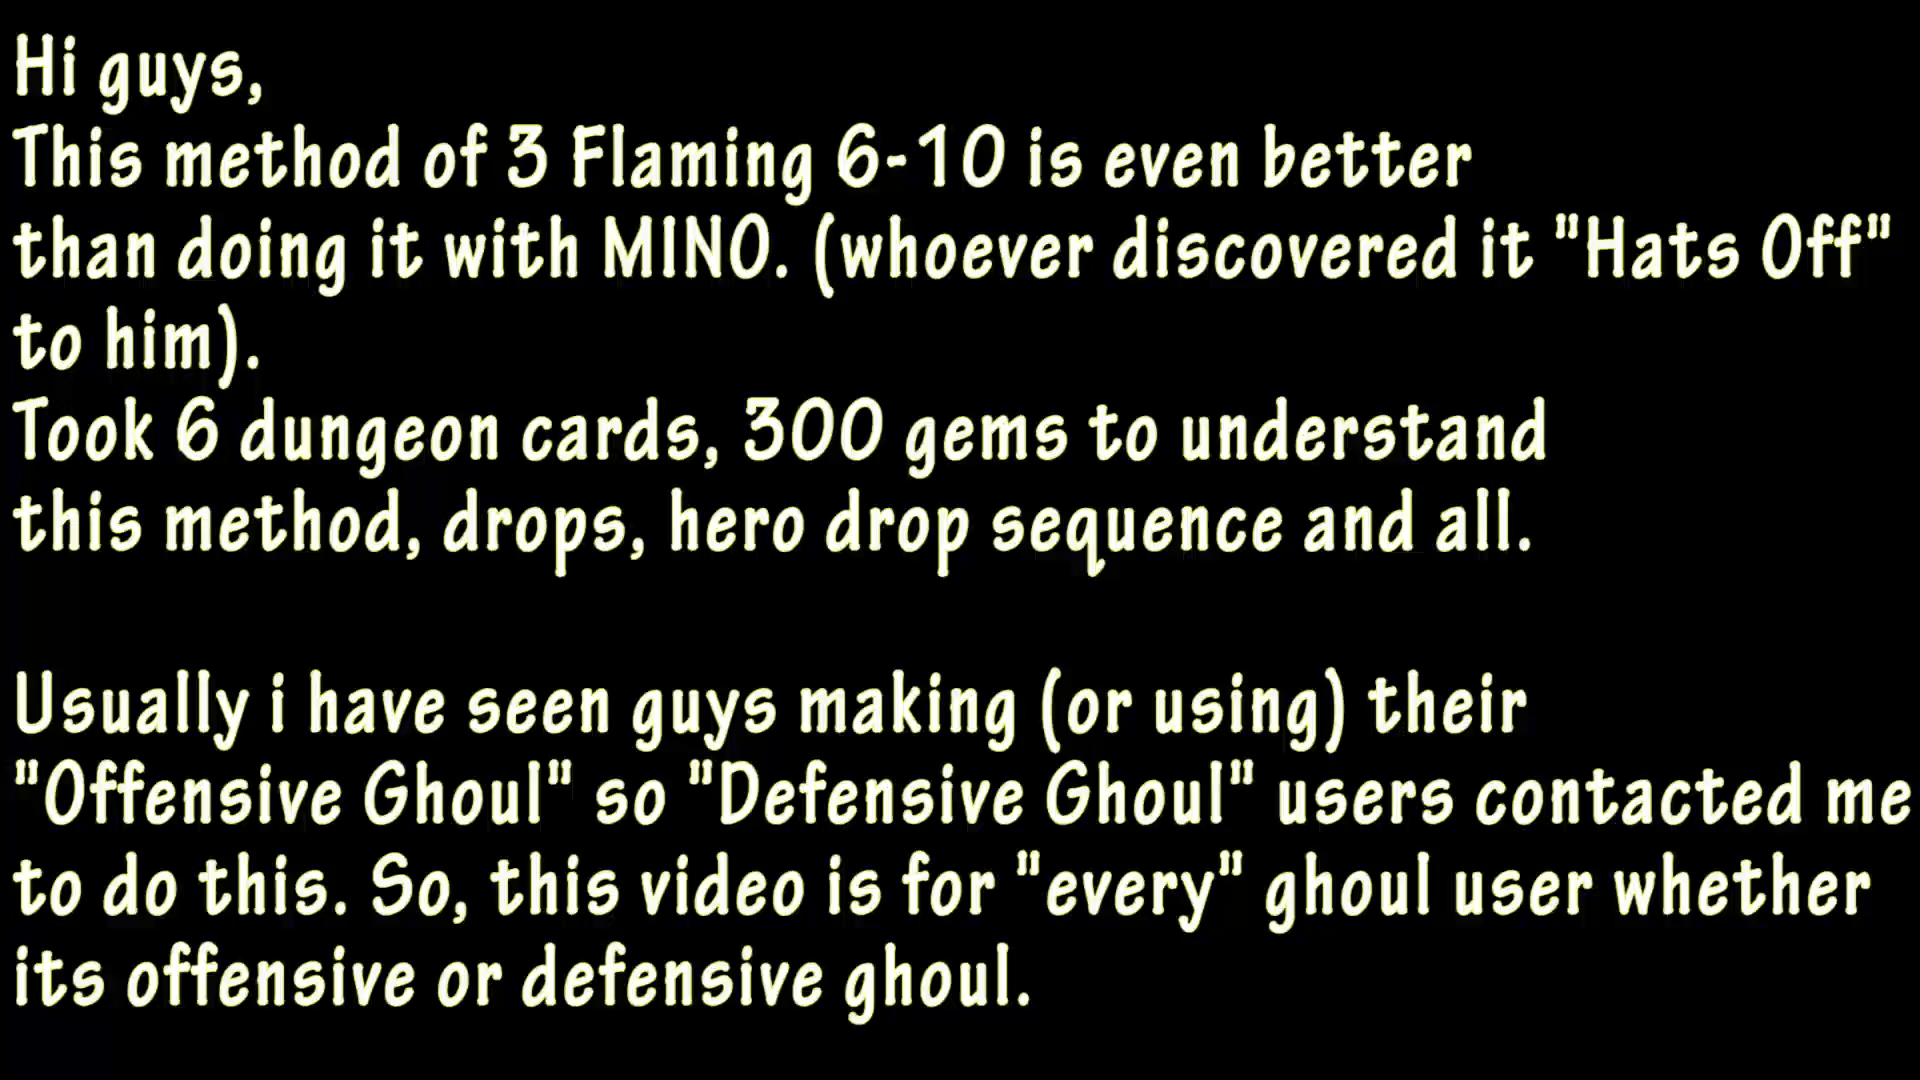 Hi guys,
This method of 3 Flaming 6-10 is even better
than doing it with MINO. (whoever discovered it "Hats Off"
to him).
Took 6 dungeon cards, 300 gems to understand
this method, drops, hero drop sequence and all.
Usually i have seen guys making (or using) their
"Offensive Ghoul" so "Defensive Ghoul" users contacted me
to do this. So, this video is for "every" ghoul user whether
its offensive or defensive ghoul.